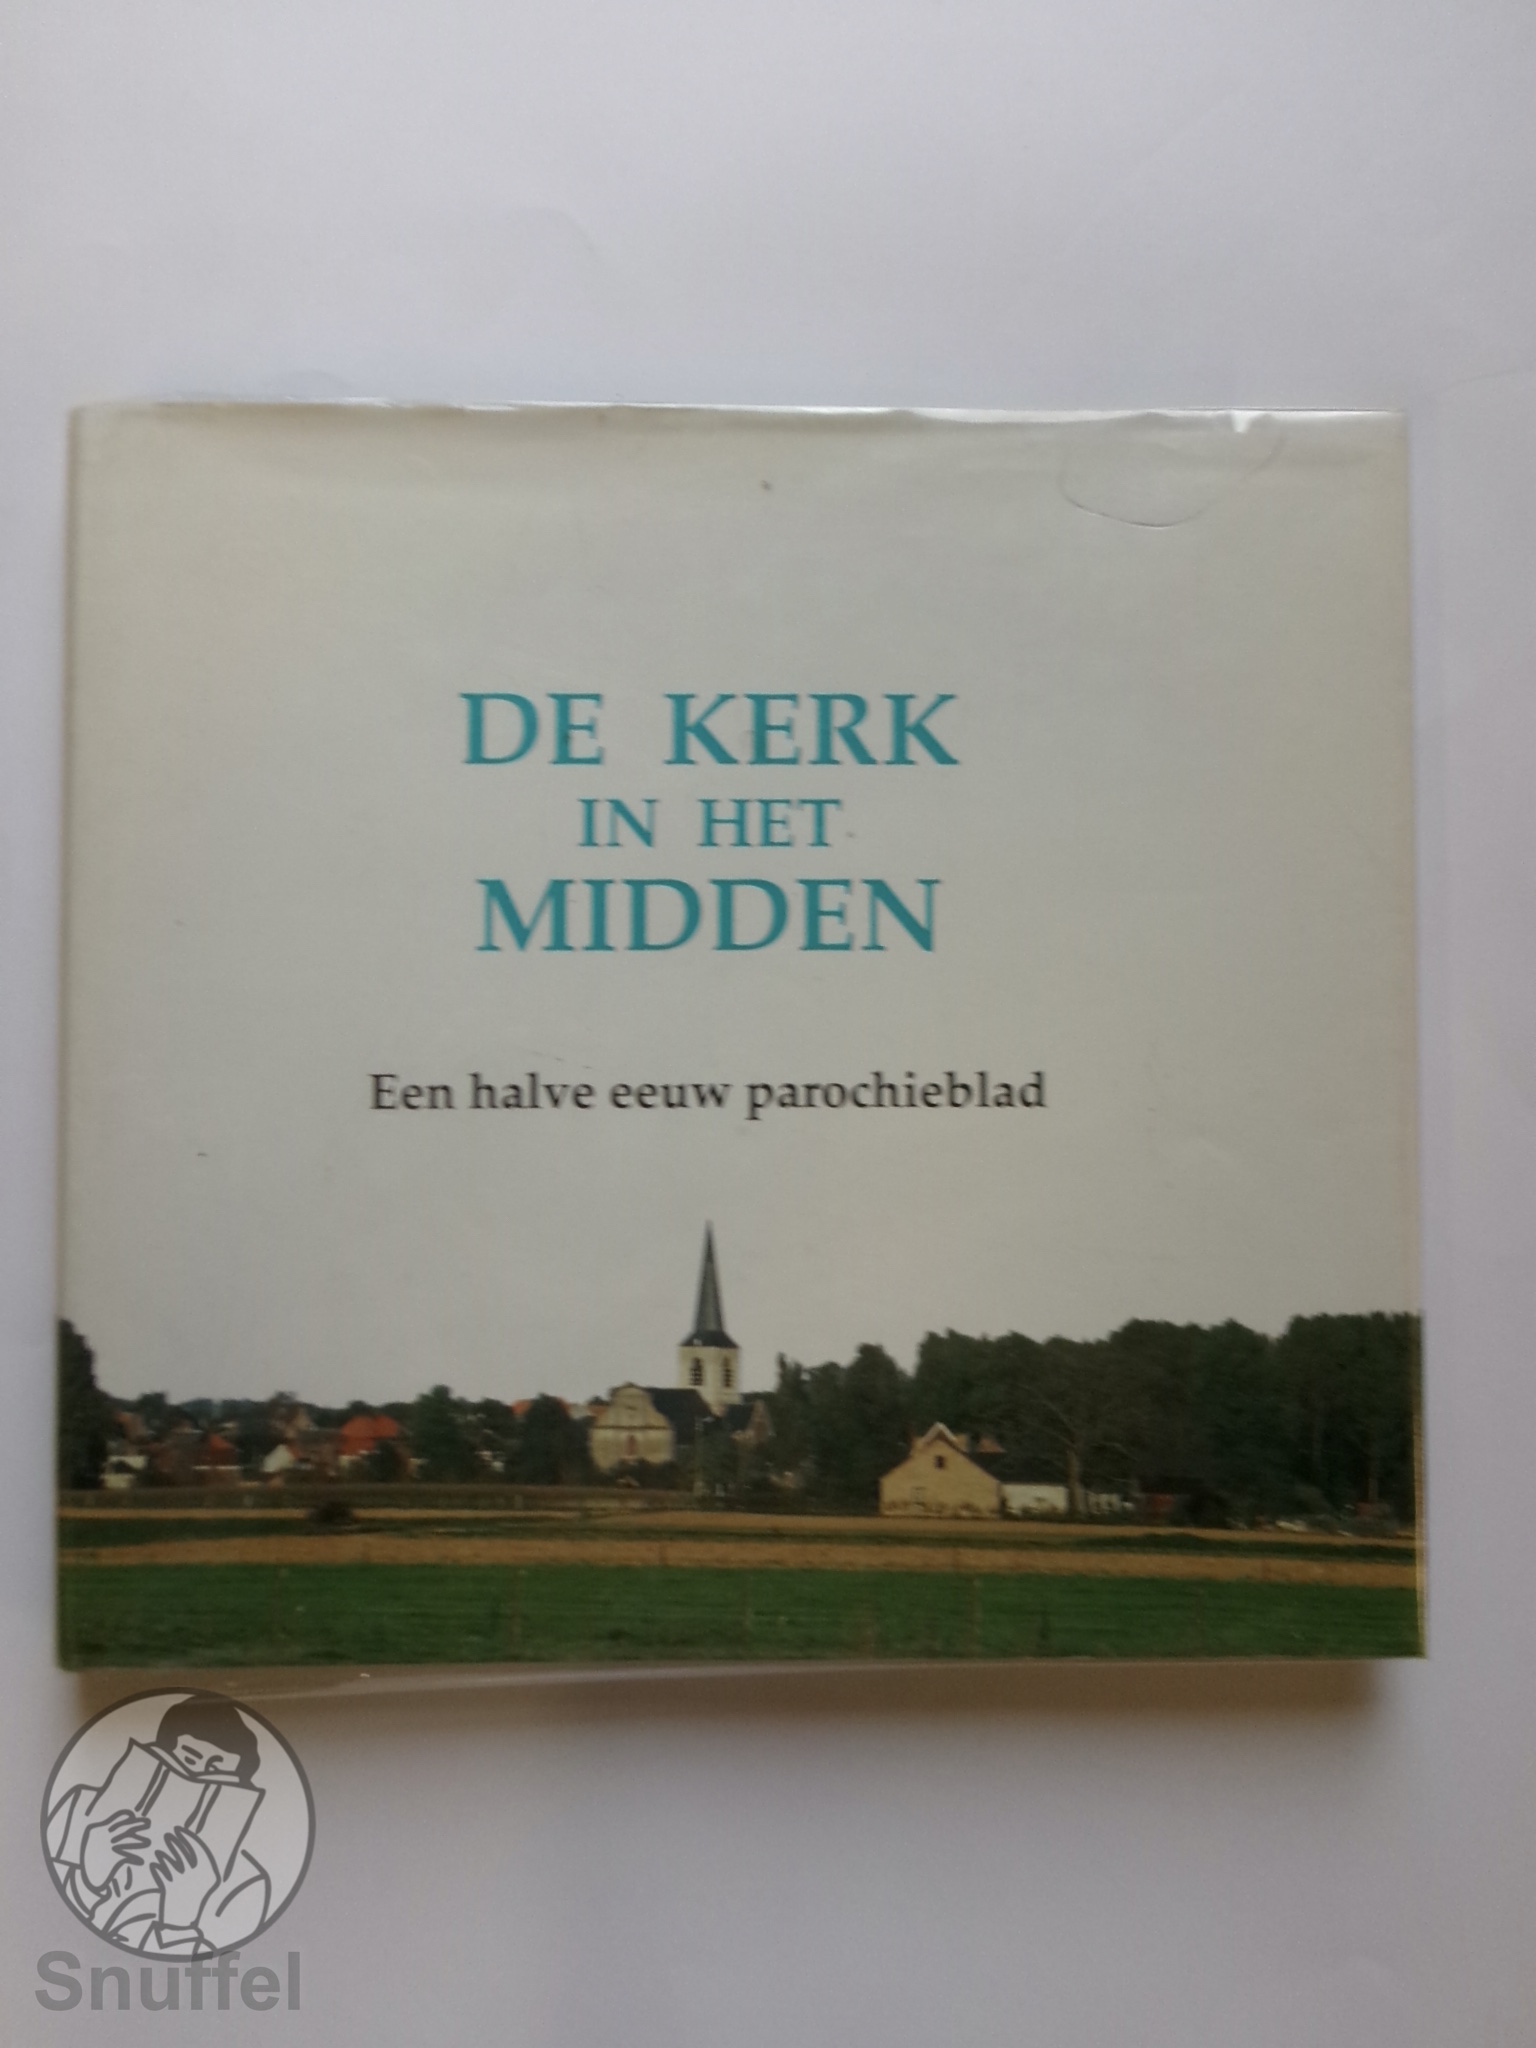 DE KERK
IN HET
MIDDEN
Een halve eeuw parochieblad
Snuffel